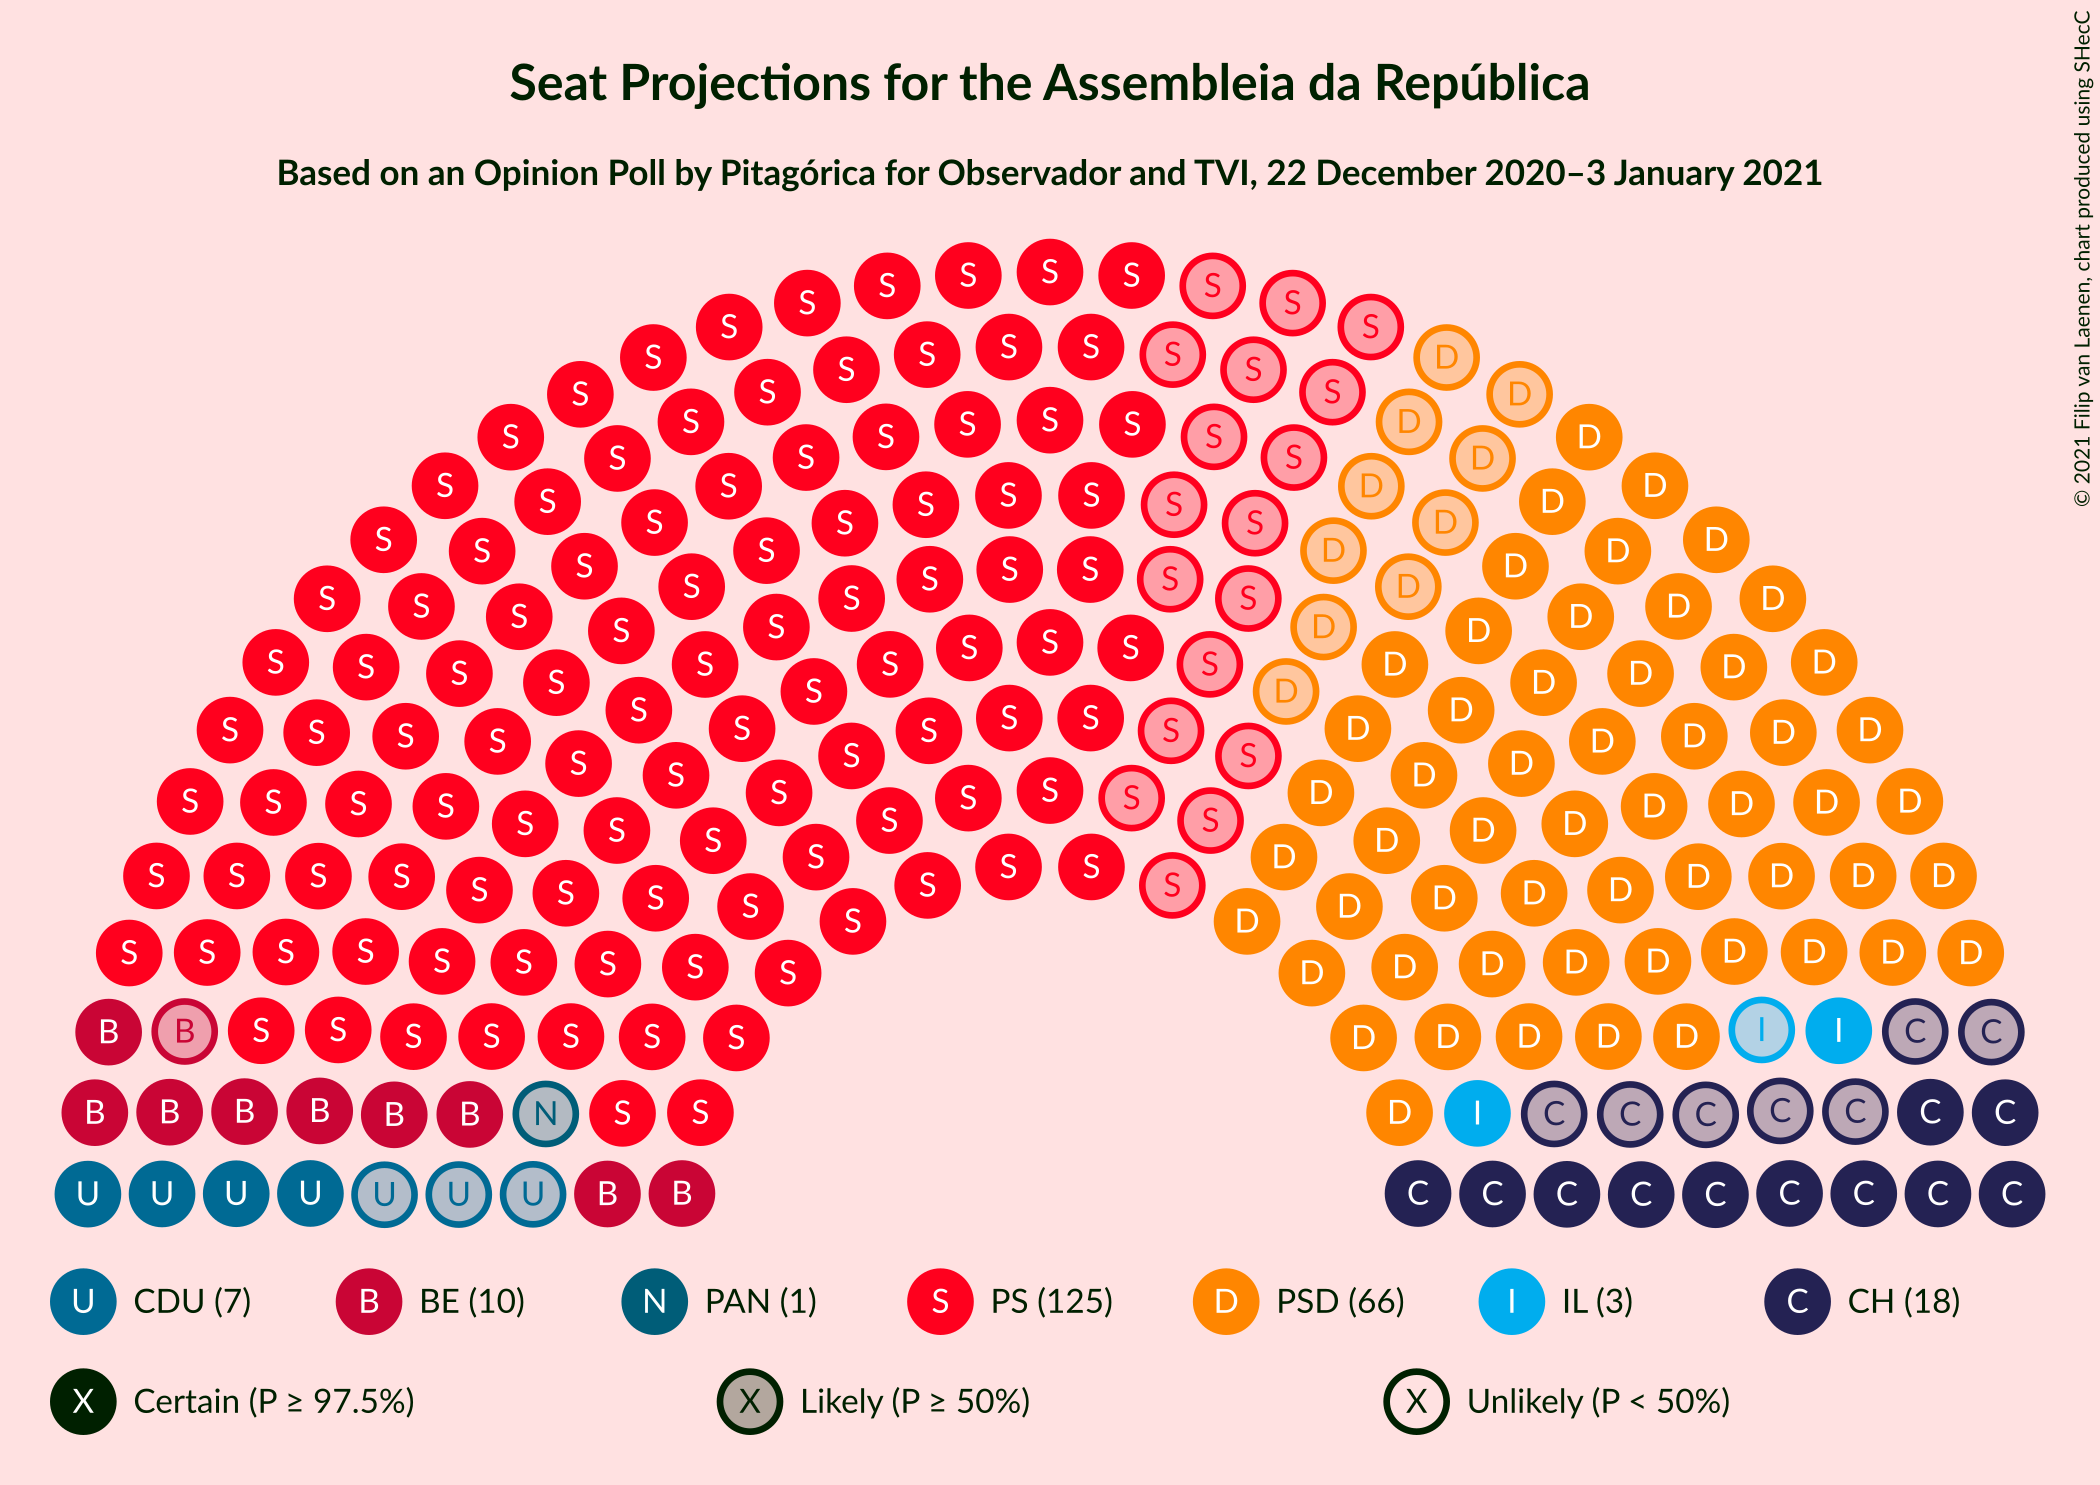 Seat Projections for the Assembleia da República
Based on an Opinion Poll by Pitagórica for Observador and TVI, 22 December 2020–3 January 2021
© 2021 Filip van Laenen, chart produced using SHecC
B B S S S S S S S D D D D D I I C C
B B B B B B N S S D I C C C C C C C
U U U U U U U B B C C C C C C C C C
U CDU (7) B BE (10) N PAN (1) S PS (125) D PSD (66) I IL (3) C CH (18)
X Certain (P ≥ 97.5%) X Likely (P ≥ 50%) X Unlikely (P < 50%)